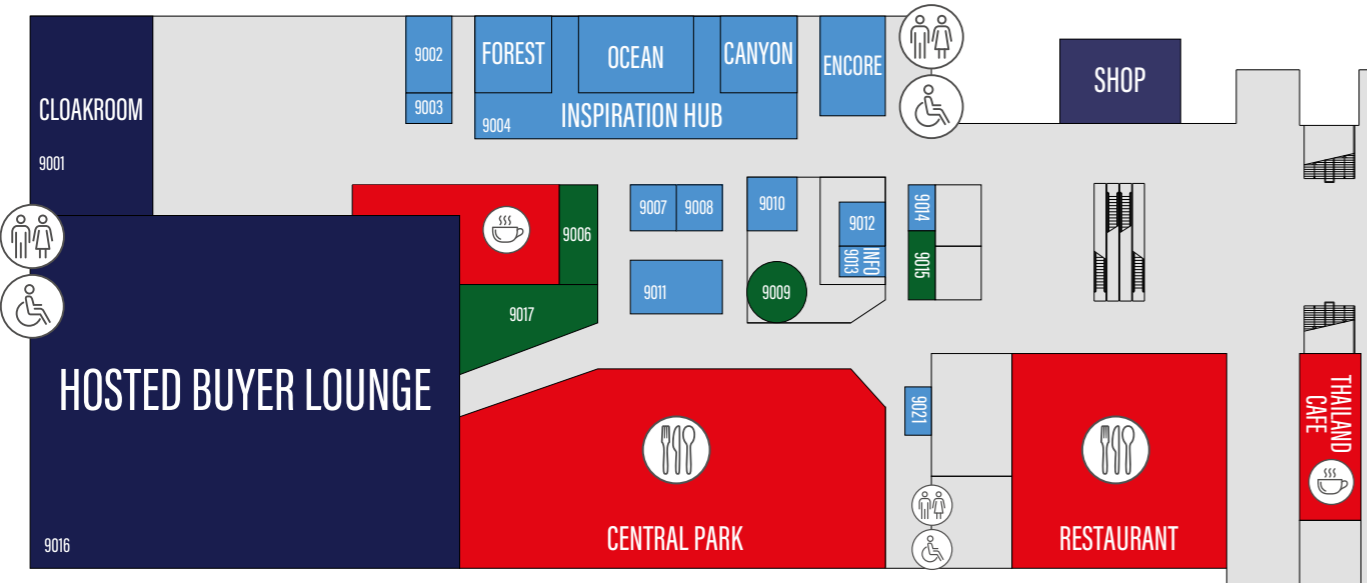 CLOAKROOM
9001
9002
9003
FOREST
OCEAN
CANYON
9004
INSPIRATION HUB
ENCORE
SHOP
9006
9007
9008
9010
9012
INFO
9013
9014
9015
9011
9009
9017
HOSTED BUYER LOUNGE
9016
CENTRAL PARK
9021
RESTAURANT
THAILAND
CAFE